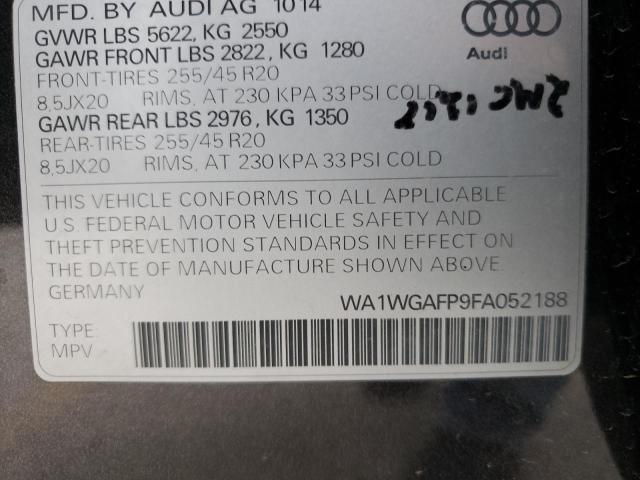 MFD. BY AUDI AG 10 14
GVWR LBS 5622, KG 2550
GAWR FRONT LBS 2822, KG 1280
Audi
FRONT-TIRES 255/45 R20
8,5JX20 RIMS, AT 230 KPA 33 PSI COLD
GAWR REAR LBS 2976, KG 1350
REAR-TIRES 255/45 R20
8,5JX20 RIMS, AT 230 KPA 33 PSI COLD
THIS VEHICLE CONFORMS TO ALL APPLICABLE
U.S. FEDERAL MOTOR VEHICLE SAFETY AND
THEFT PREVENTION STANDARDS IN EFFECT ON
THE DATE OF MANUFACTURE SHOWN ABOVE.
GERMANY
WA1WGAFP9FA052188
TYPE:
MPV